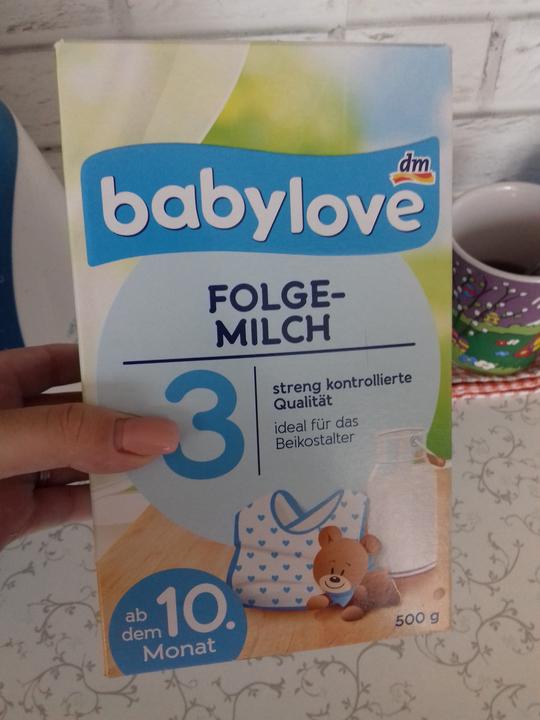 dm
babylove
FOLGE-
MILCH
3
streng kontrollierte
Qualität
ideal für das
Beikostalter
ab
dem 10.
Monat
500 g